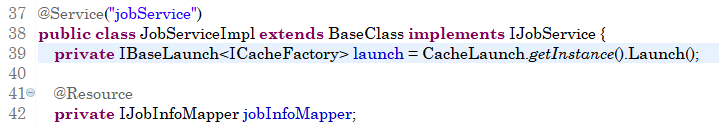 37 @Service("jobService")
38 public class JobServiceImpl extends BaseClass implements IJobService {
39 private IBaseLaunch<ICacheFactory> launch = CacheLaunch.getInstance().Launch();
40
41 @Resource
42 private IJobInfoMapper jobInfoMapper;